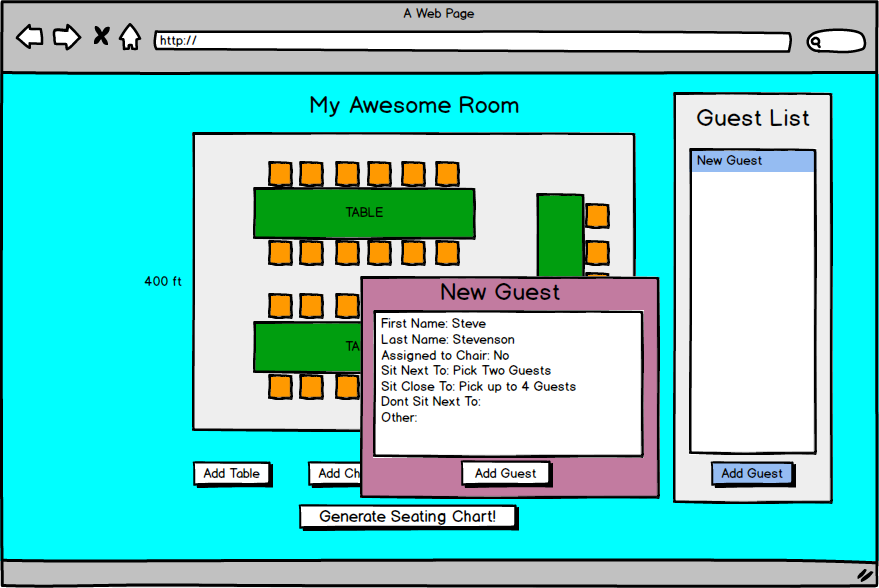 A Web Page
http://
My Awesome Room
Guest List
New Guest
TABLE
400 ft
New Guest
First Name: Steve
Last Name: Stevenson
Assigned to Chair: No
Sit Next To: Pick Two Guests
Sit Close To: Pick up to 4 Guests
Dont Sit Next To:
Other:
TA
Add Table
Add Ch
Add Guest
Add Guest
Generate Seating Chart!